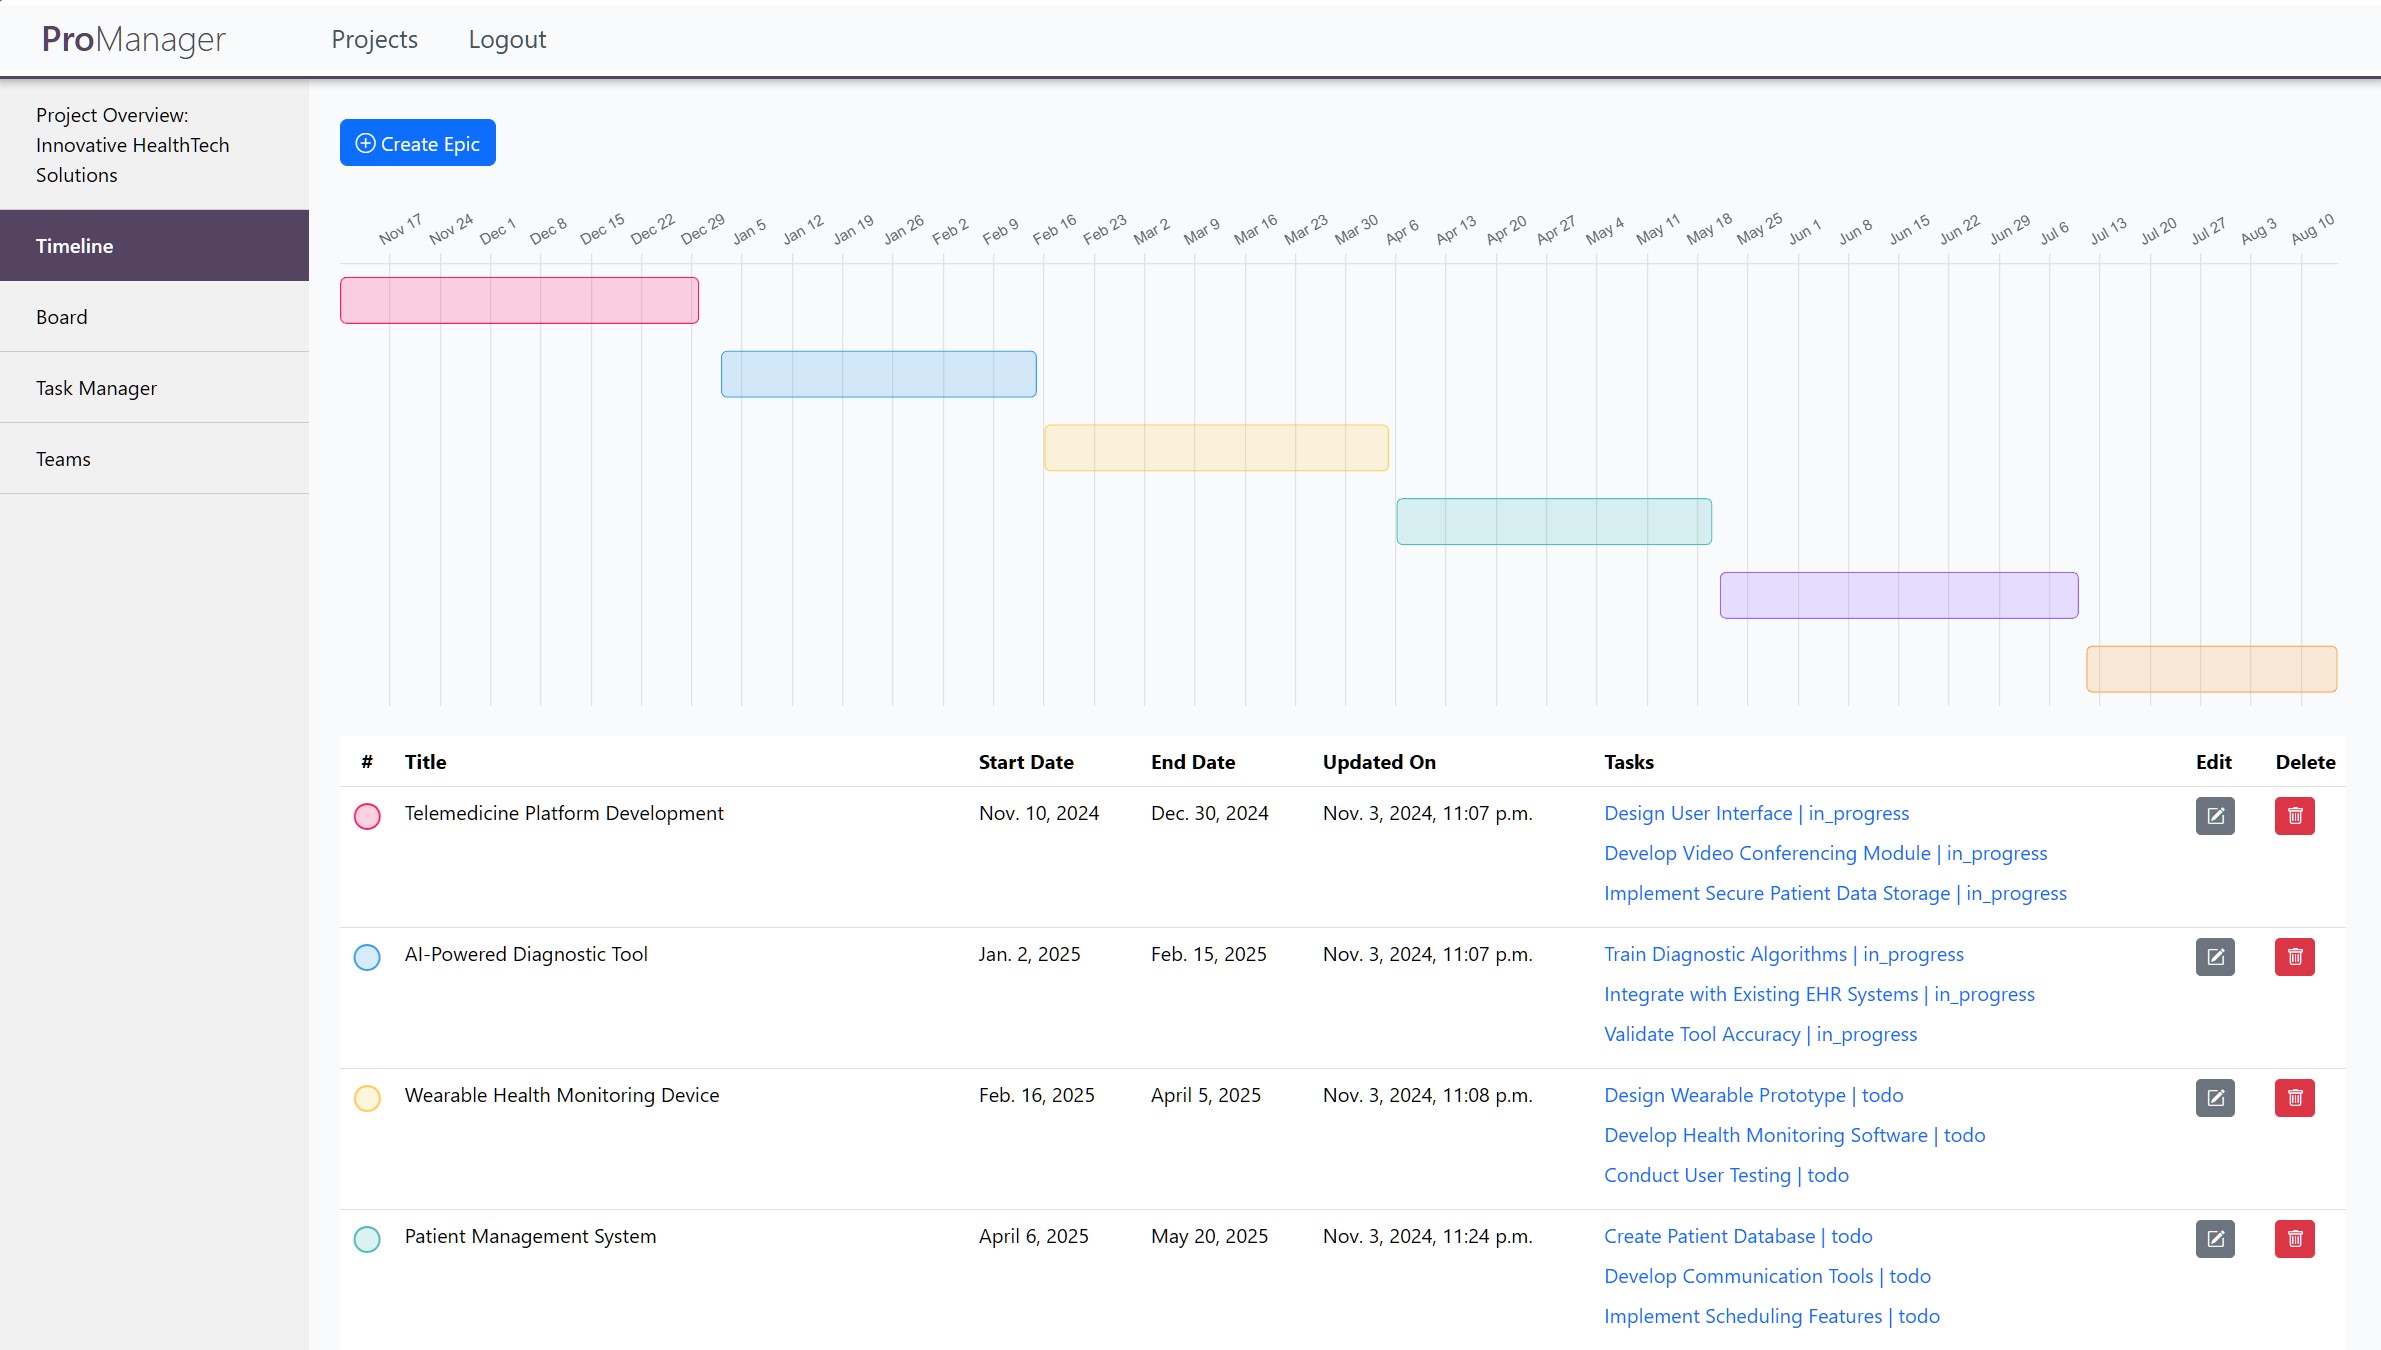 ProManager Projects Logout
Project Overview:
Innovative HealthTech
Solutions
Timeline
Board
Task Manager
Teams
Create Epic
Nov 17 Nov 24 Dec 1 Dec 8 Dec 15 Dec 22 Dec 29 Jan 5 Jan 12 Jan 19 Jan 26 Feb 2 Feb 9 Feb 16 Feb 23 Mar 2 Mar 9 Mar 16 Mar 23 Mar 30 Apr 6 Apr 13 Apr 20 Apr 27 May 4 May 11 May 18 May 25 Jun 1 Jun 8 Jun 15 Jun 22 Jun 29 Jul 6 Jul 13 Jul 20 Jul 27 Aug 3 Aug 10
# Title Start Date End Date Updated On Tasks Edit Delete
Telemedicine Platform Development Nov. 10, 2024 Dec. 30, 2024 Nov. 3, 2024, 11:07 p.m. Design User Interface | in_progress
Develop Video Conferencing Module | in_progress
Implement Secure Patient Data Storage | in_progress
AI-Powered Diagnostic Tool Jan. 2, 2025 Feb. 15, 2025 Nov. 3, 2024, 11:07 p.m. Train Diagnostic Algorithms | in_progress
Integrate with Existing EHR Systems | in_progress
Validate Tool Accuracy | in_progress
Wearable Health Monitoring Device Feb. 16, 2025 April 5, 2025 Nov. 3, 2024, 11:08 p.m. Design Wearable Prototype | todo
Develop Health Monitoring Software | todo
Conduct User Testing | todo
Patient Management System April 6, 2025 May 20, 2025 Nov. 3, 2024, 11:24 p.m. Create Patient Database | todo
Develop Communication Tools | todo
Implement Scheduling Features | todo